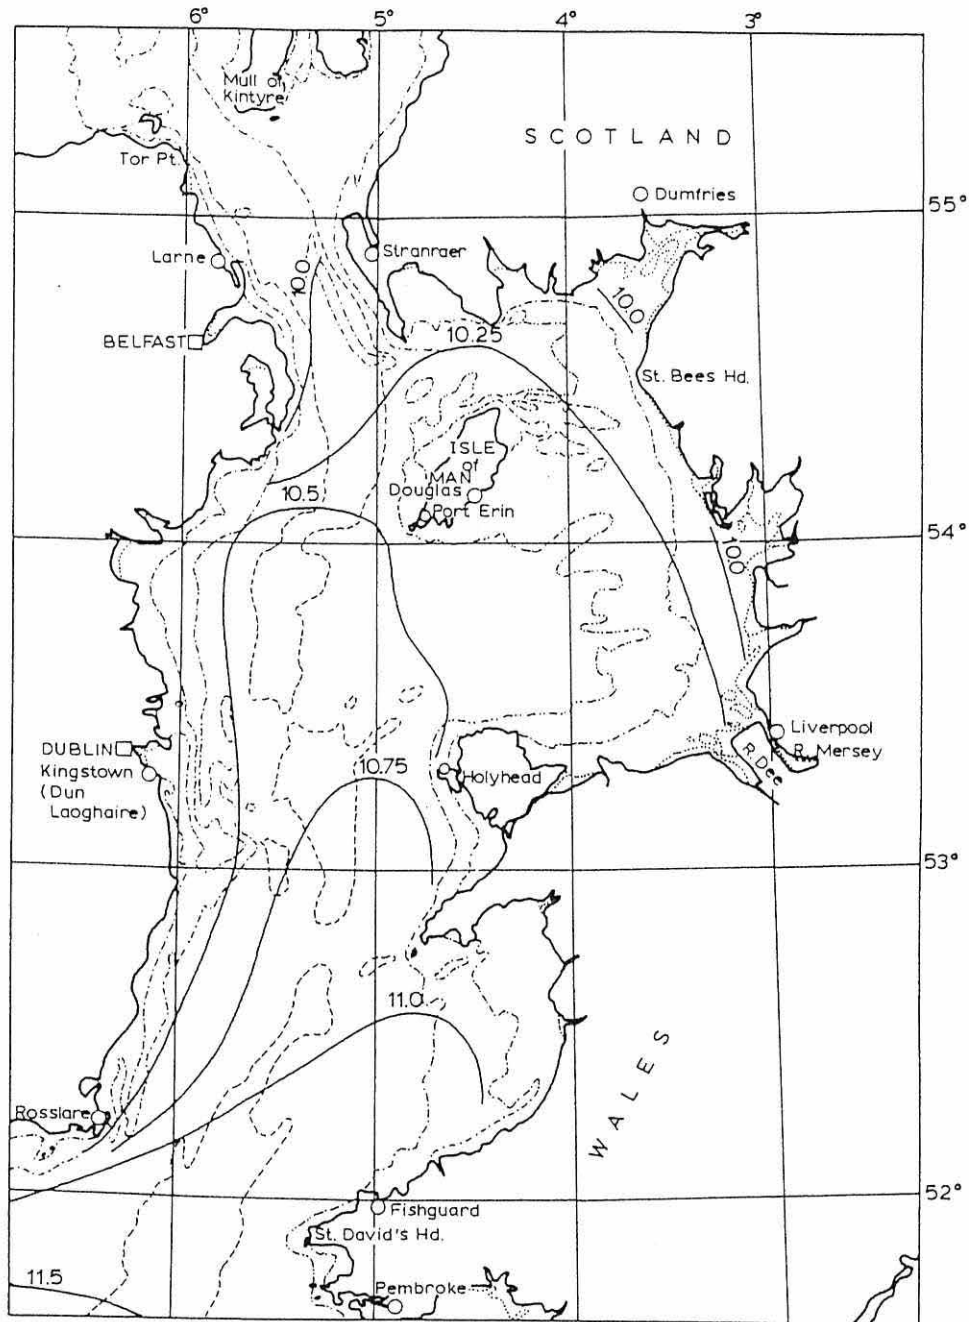 6° 5° 4° 3°
Mull of
Kintyre
SCOTLAND
Tor Pt.
Dumfries
55°
Larne
Stranraer
10.0
10.0
BELFAST
10.25
St. Bees Hd.
ISLE
of
MAN
10.5
Douglas
Port Erin
54°
10.0
Liverpool
DUBLIN
R. Mersey
10.75
Kingstown
Holyhead
R. Dee
(Dun
Laoghaire)
53°
11.0
WALES
Rosslare
52°
Fishguard
St. David's Hd.
11.5
Pembroke